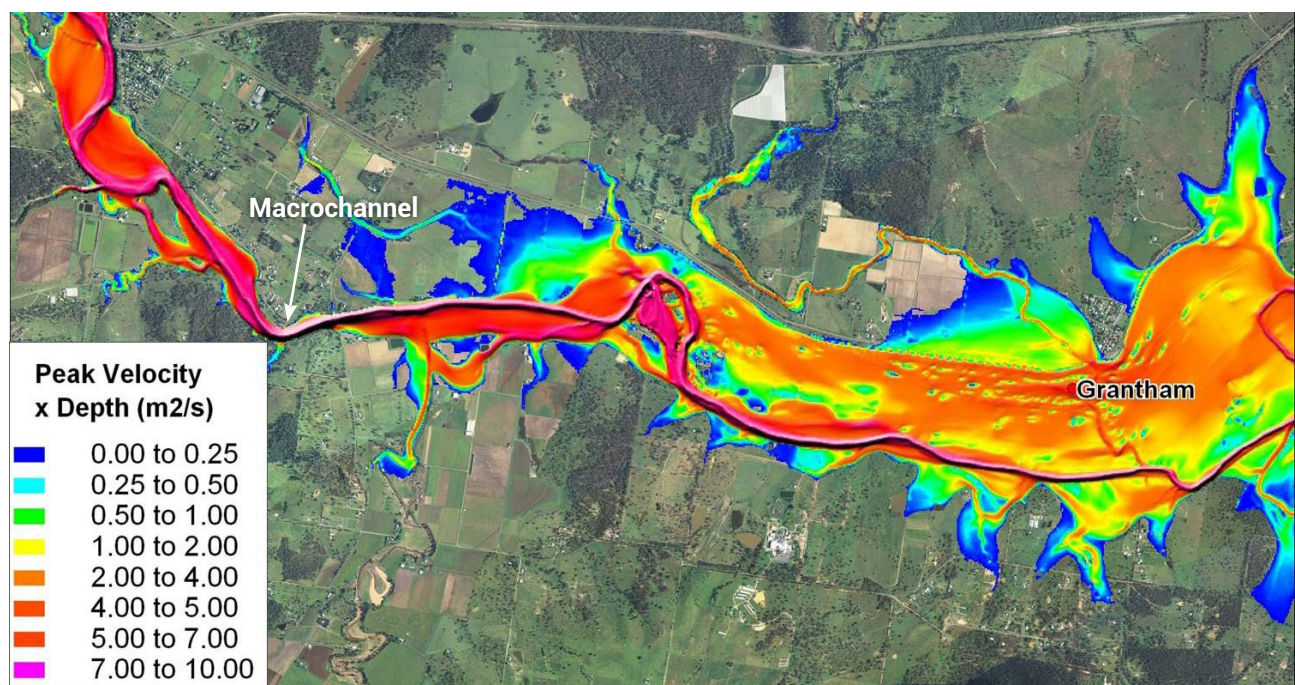 Macrochannel
Grantham
Peak Velocity
x Depth (m2/s)
0.00 to 0.25
0.25 to 0.50
0.50 to 1.00
1.00 to 2.00
2.00 to 4.00
4.00 to 5.00
5.00 to 7.00
7.00 to 10.00